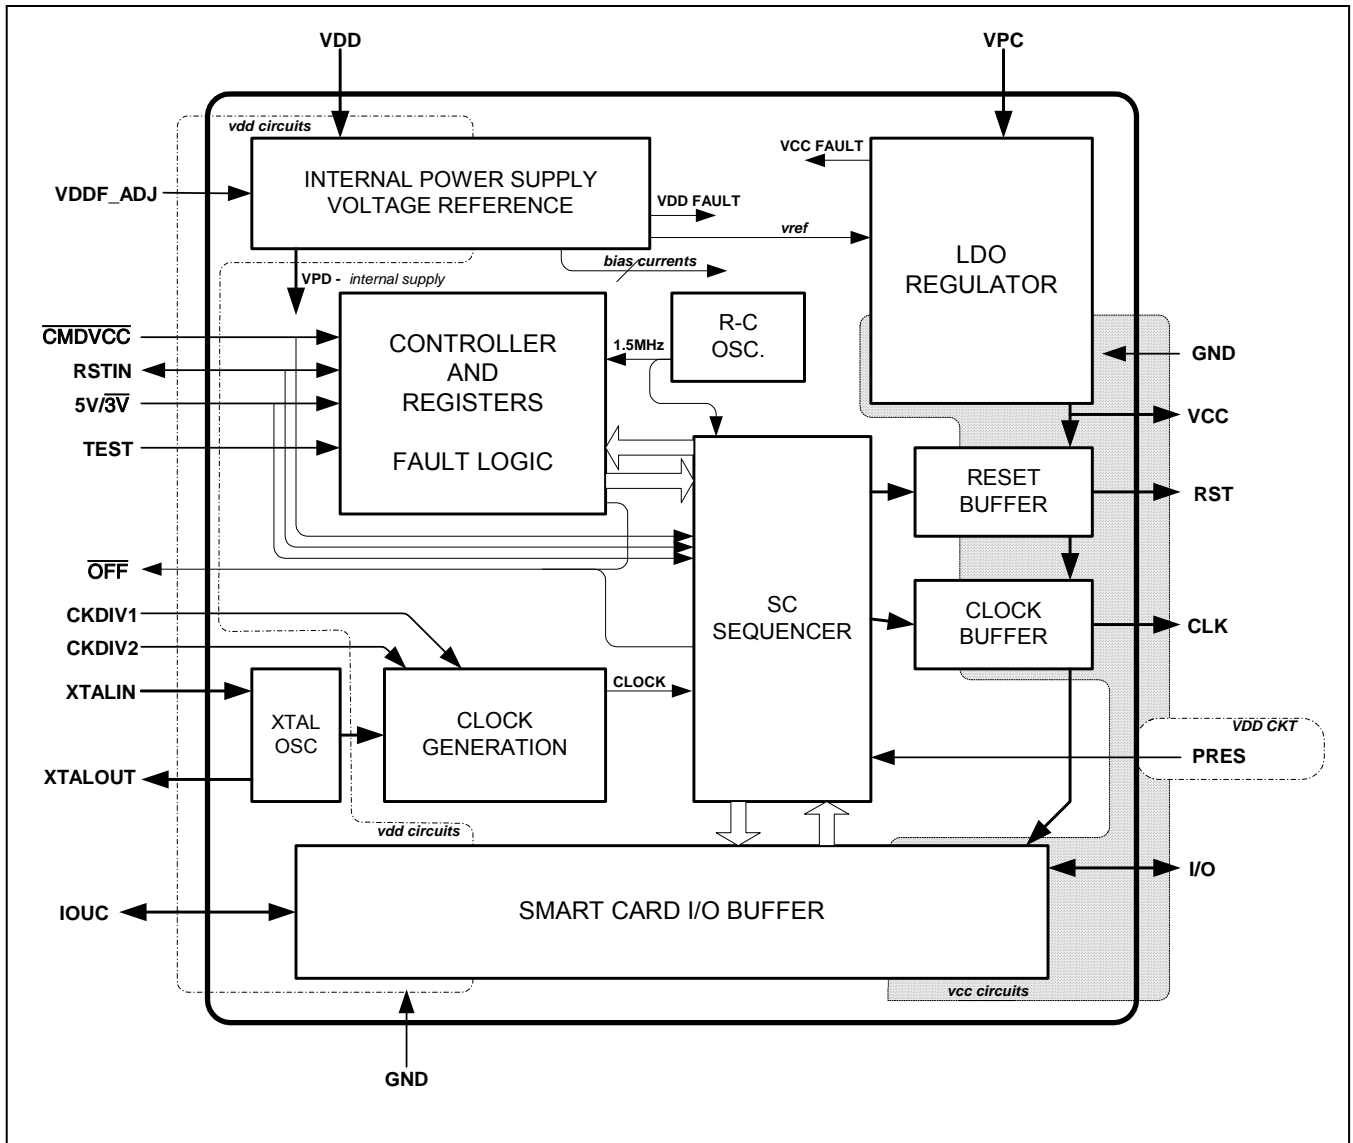 VDD
VPC
vdd circuits
VCC FAULT
INTERNAL POWER SUPPLY
VOLTAGE REFERENCE
VDDF_ADJ
VDD FAULT
vref
LDO
REGULATOR
bias currents
VPD - internal supply
R-C
OSC.
CMDVCC
RSTIN
5V/3V
TEST
CONTROLLER
AND
REGISTERS
FAULT LOGIC
1.5MHz
GND
VCC
RESET
BUFFER
RST
OFF
CKDIV1
CKDIV2
SC
SEQUENCER
CLOCK
BUFFER
CLK
XTALIN
XTAL
OSC
CLOCK
GENERATION
CLOCK
VDD CKT
PRES
XTALOUT
vdd circuits
I/O
IOUC
SMART CARD I/O BUFFER
vcc circuits
GND